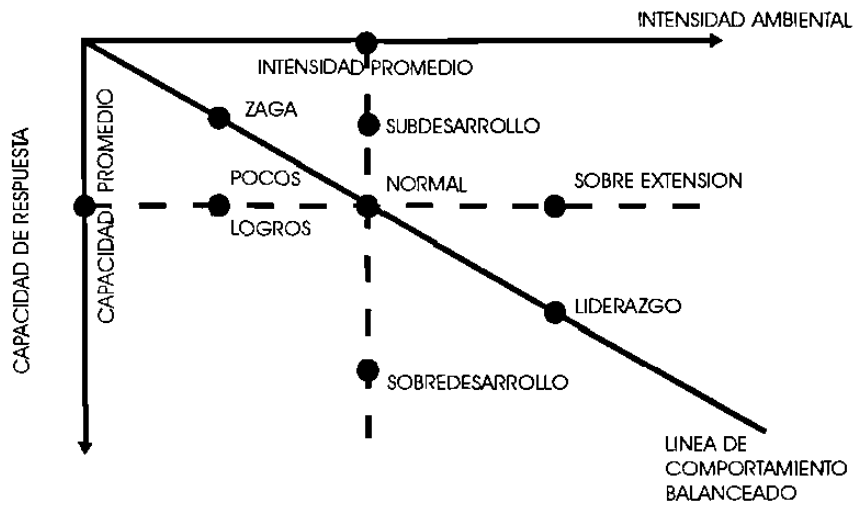 INTENSIDAD AMBIENTAL
INTENSIDAD PROMEDIO
ZAGA
SUBDESARROLLO
CAPACIDAD DE RESPUESTA
CAPACIDAD PROMEDIO
POCOS
LOGROS
NORMAL
SOBRE EXTENSION
LIDERAZGO
SOBREDESARROLLO
LINEA DE
COMPORTAMIENTO
BALANCEADO